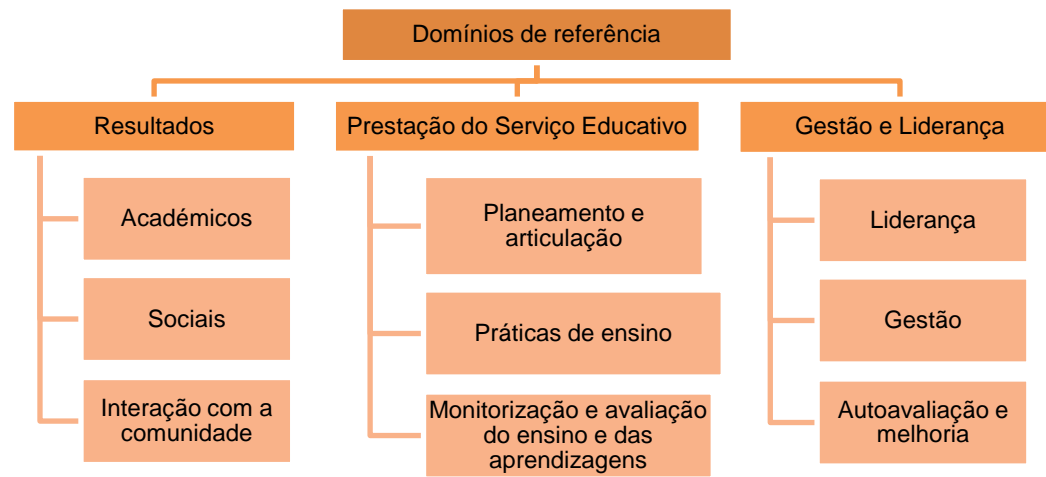 Domínios de referência
Resultados
Académicos
Sociais
Interação com a
comunidade
Prestação do Serviço Educativo
Planeamento e
articulação
Práticas de ensino
Monitorização e avaliação
do ensino e das
aprendizagens
Gestão e Liderança
Liderança
Gestão
Autoavaliação e
melhoria